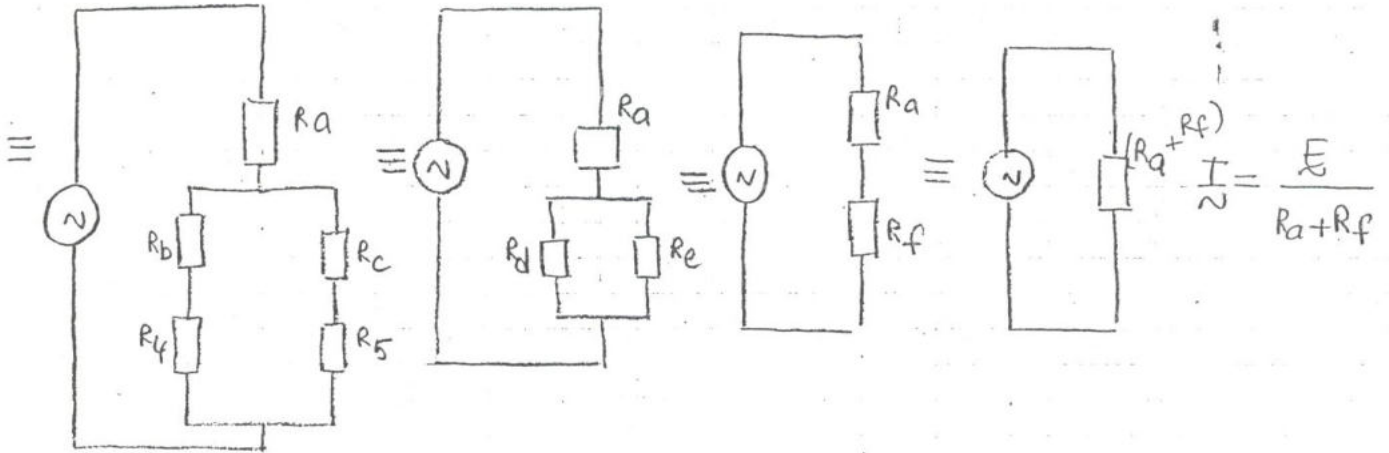 ≡
~
Ra
Rb
Rc
R4
R5
≡
~
Ra
Rd
Re
≡
~
Ra
Rf
≡
~
(Ra+Rf)
I = E
~ Ra+Rf